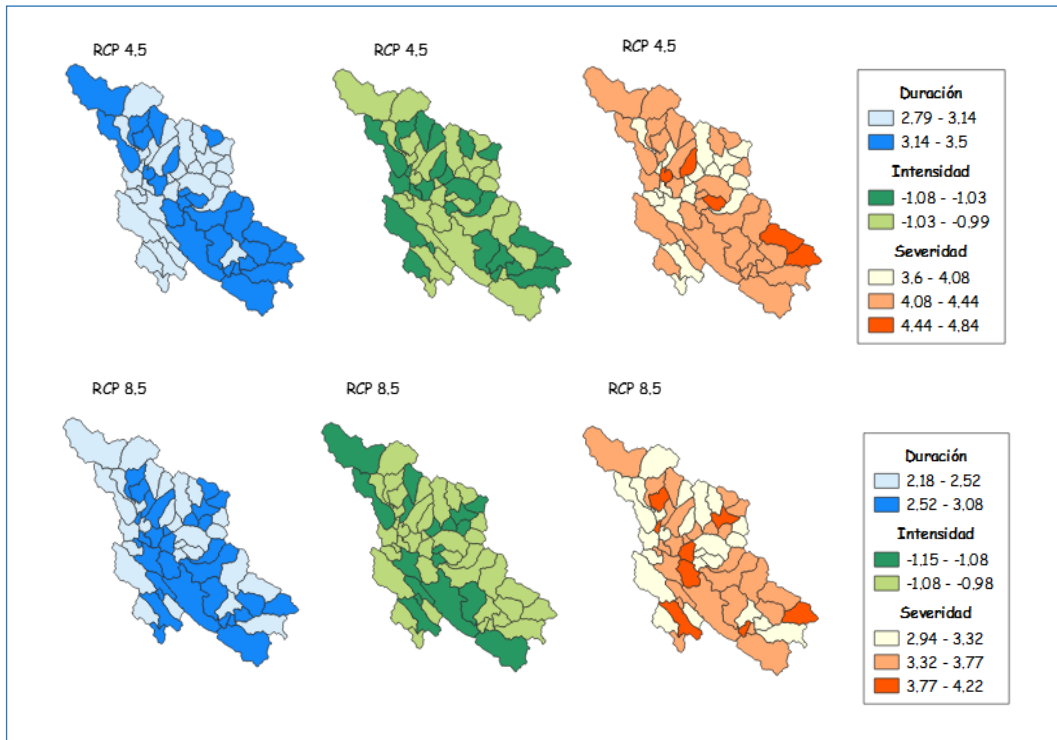 RCP 4.5
RCP 4.5
RCP 4.5
Duración
2.79 - 3.14
3.14 - 3.5
Intensidad
-1.08 - -1.03
-1.03 - -0.99
Severidad
3.6 - 4.08
4.08 - 4.44
4.44 - 4.84
RCP 8.5
RCP 8.5
RCP 8.5
Duración
2.18 - 2.52
2.52 - 3.08
Intensidad
-1.15 - -1.08
-1.08 - -0.98
Severidad
2.94 - 3.32
3.32 - 3.77
3.77 - 4.22